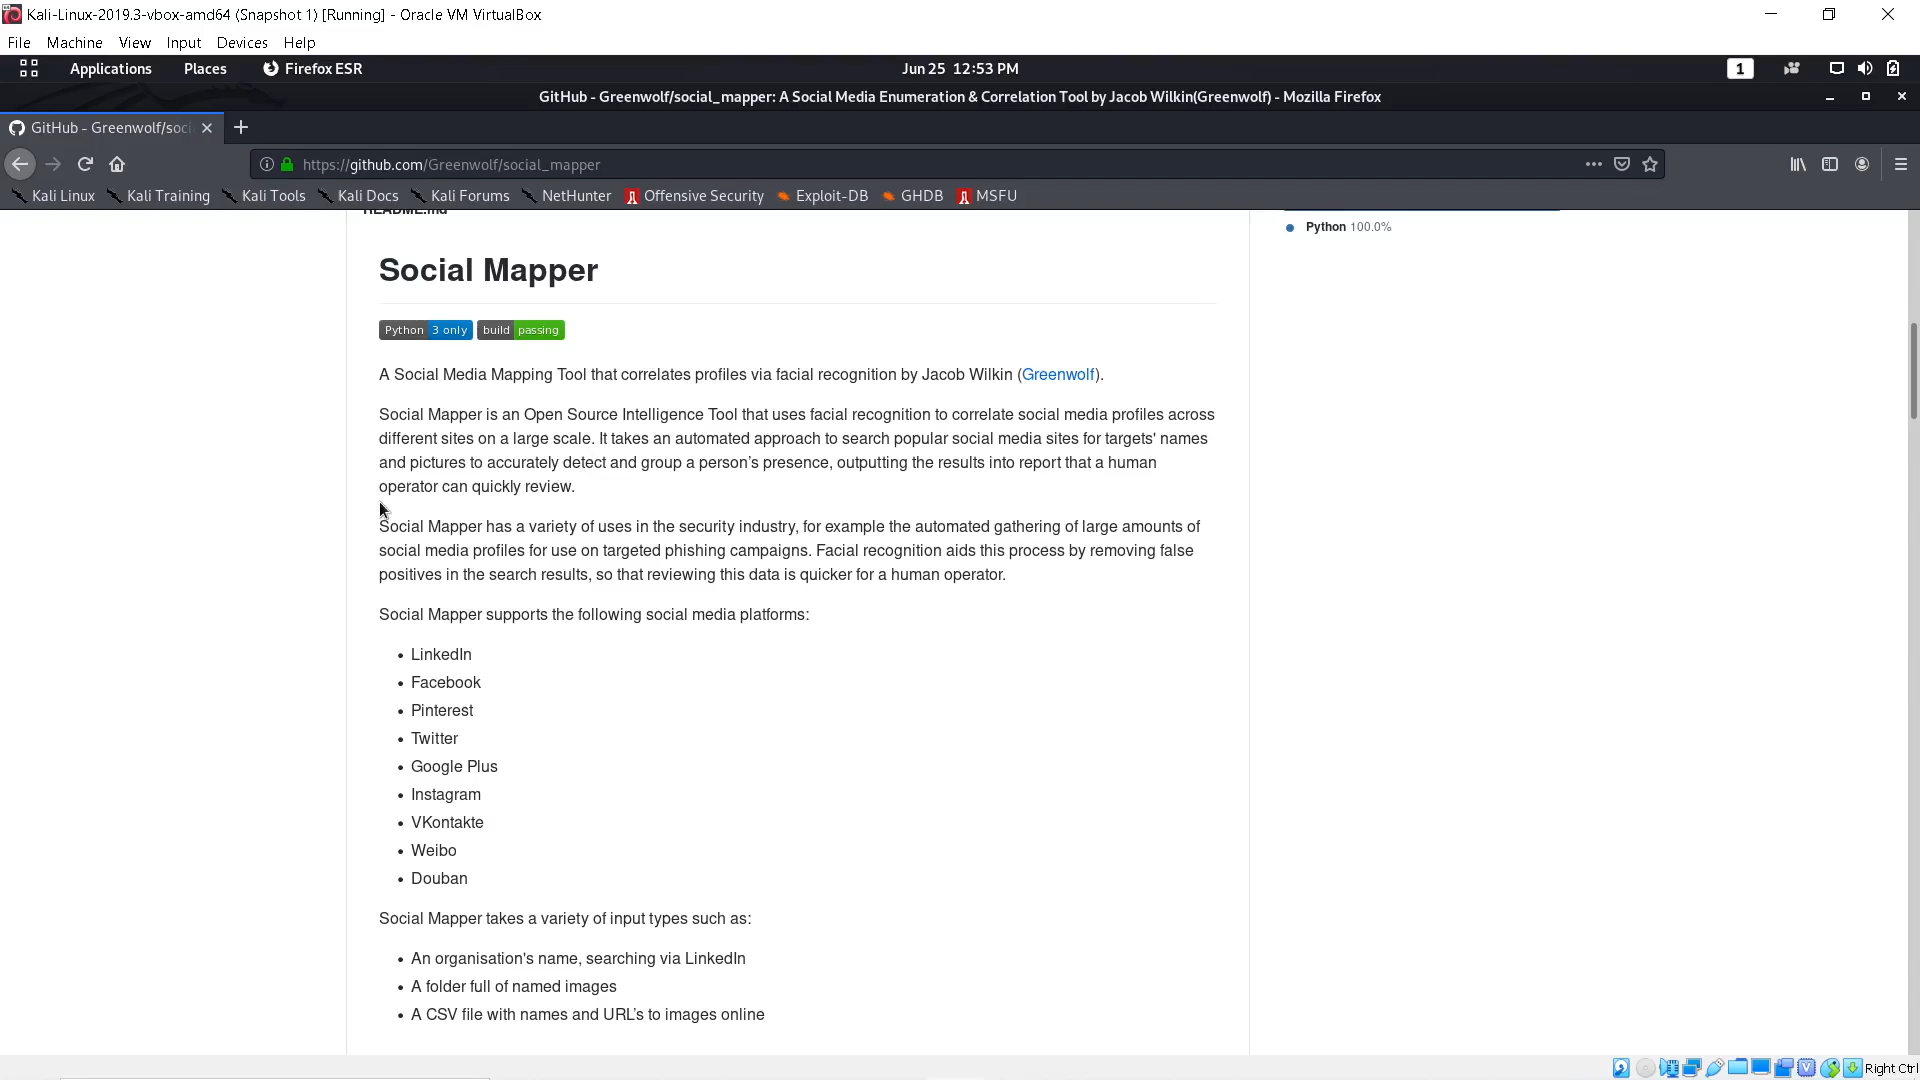 Kali-Linux-2019.3-vbox-amd64 (Snapshot 1) [Running] - Oracle VM VirtualBox
File Machine View Input Devices Help
Applications Places Firefox ESR Jun 25 12:53 PM 1
GitHub - Greenwolf/social_mapper: A Social Media Enumeration & Correlation Tool by Jacob Wilkin(Greenwolf) - Mozilla Firefox
GitHub - Greenwolf/soci
https://github.com/Greenwolf/social_mapper
Kali Linux Kali Training Kali Tools Kali Docs Kali Forums NetHunter Offensive Security Exploit-DB GHDB MSFU
README.md
Python 100.0%
Social Mapper
Python 3 only build passing
A Social Media Mapping Tool that correlates profiles via facial recognition by Jacob Wilkin (Greenwolf).
Social Mapper is an Open Source Intelligence Tool that uses facial recognition to correlate social media profiles across
different sites on a large scale. It takes an automated approach to search popular social media sites for targets' names
and pictures to accurately detect and group a person’s presence, outputting the results into report that a human
operator can quickly review.
Social Mapper has a variety of uses in the security industry, for example the automated gathering of large amounts of
social media profiles for use on targeted phishing campaigns. Facial recognition aids this process by removing false
positives in the search results, so that reviewing this data is quicker for a human operator.
Social Mapper supports the following social media platforms:
• LinkedIn
• Facebook
• Pinterest
• Twitter
• Google Plus
• Instagram
• VKontakte
• Weibo
• Douban
Social Mapper takes a variety of input types such as:
• An organisation's name, searching via LinkedIn
• A folder full of named images
• A CSV file with names and URL’s to images online
Right Ctrl